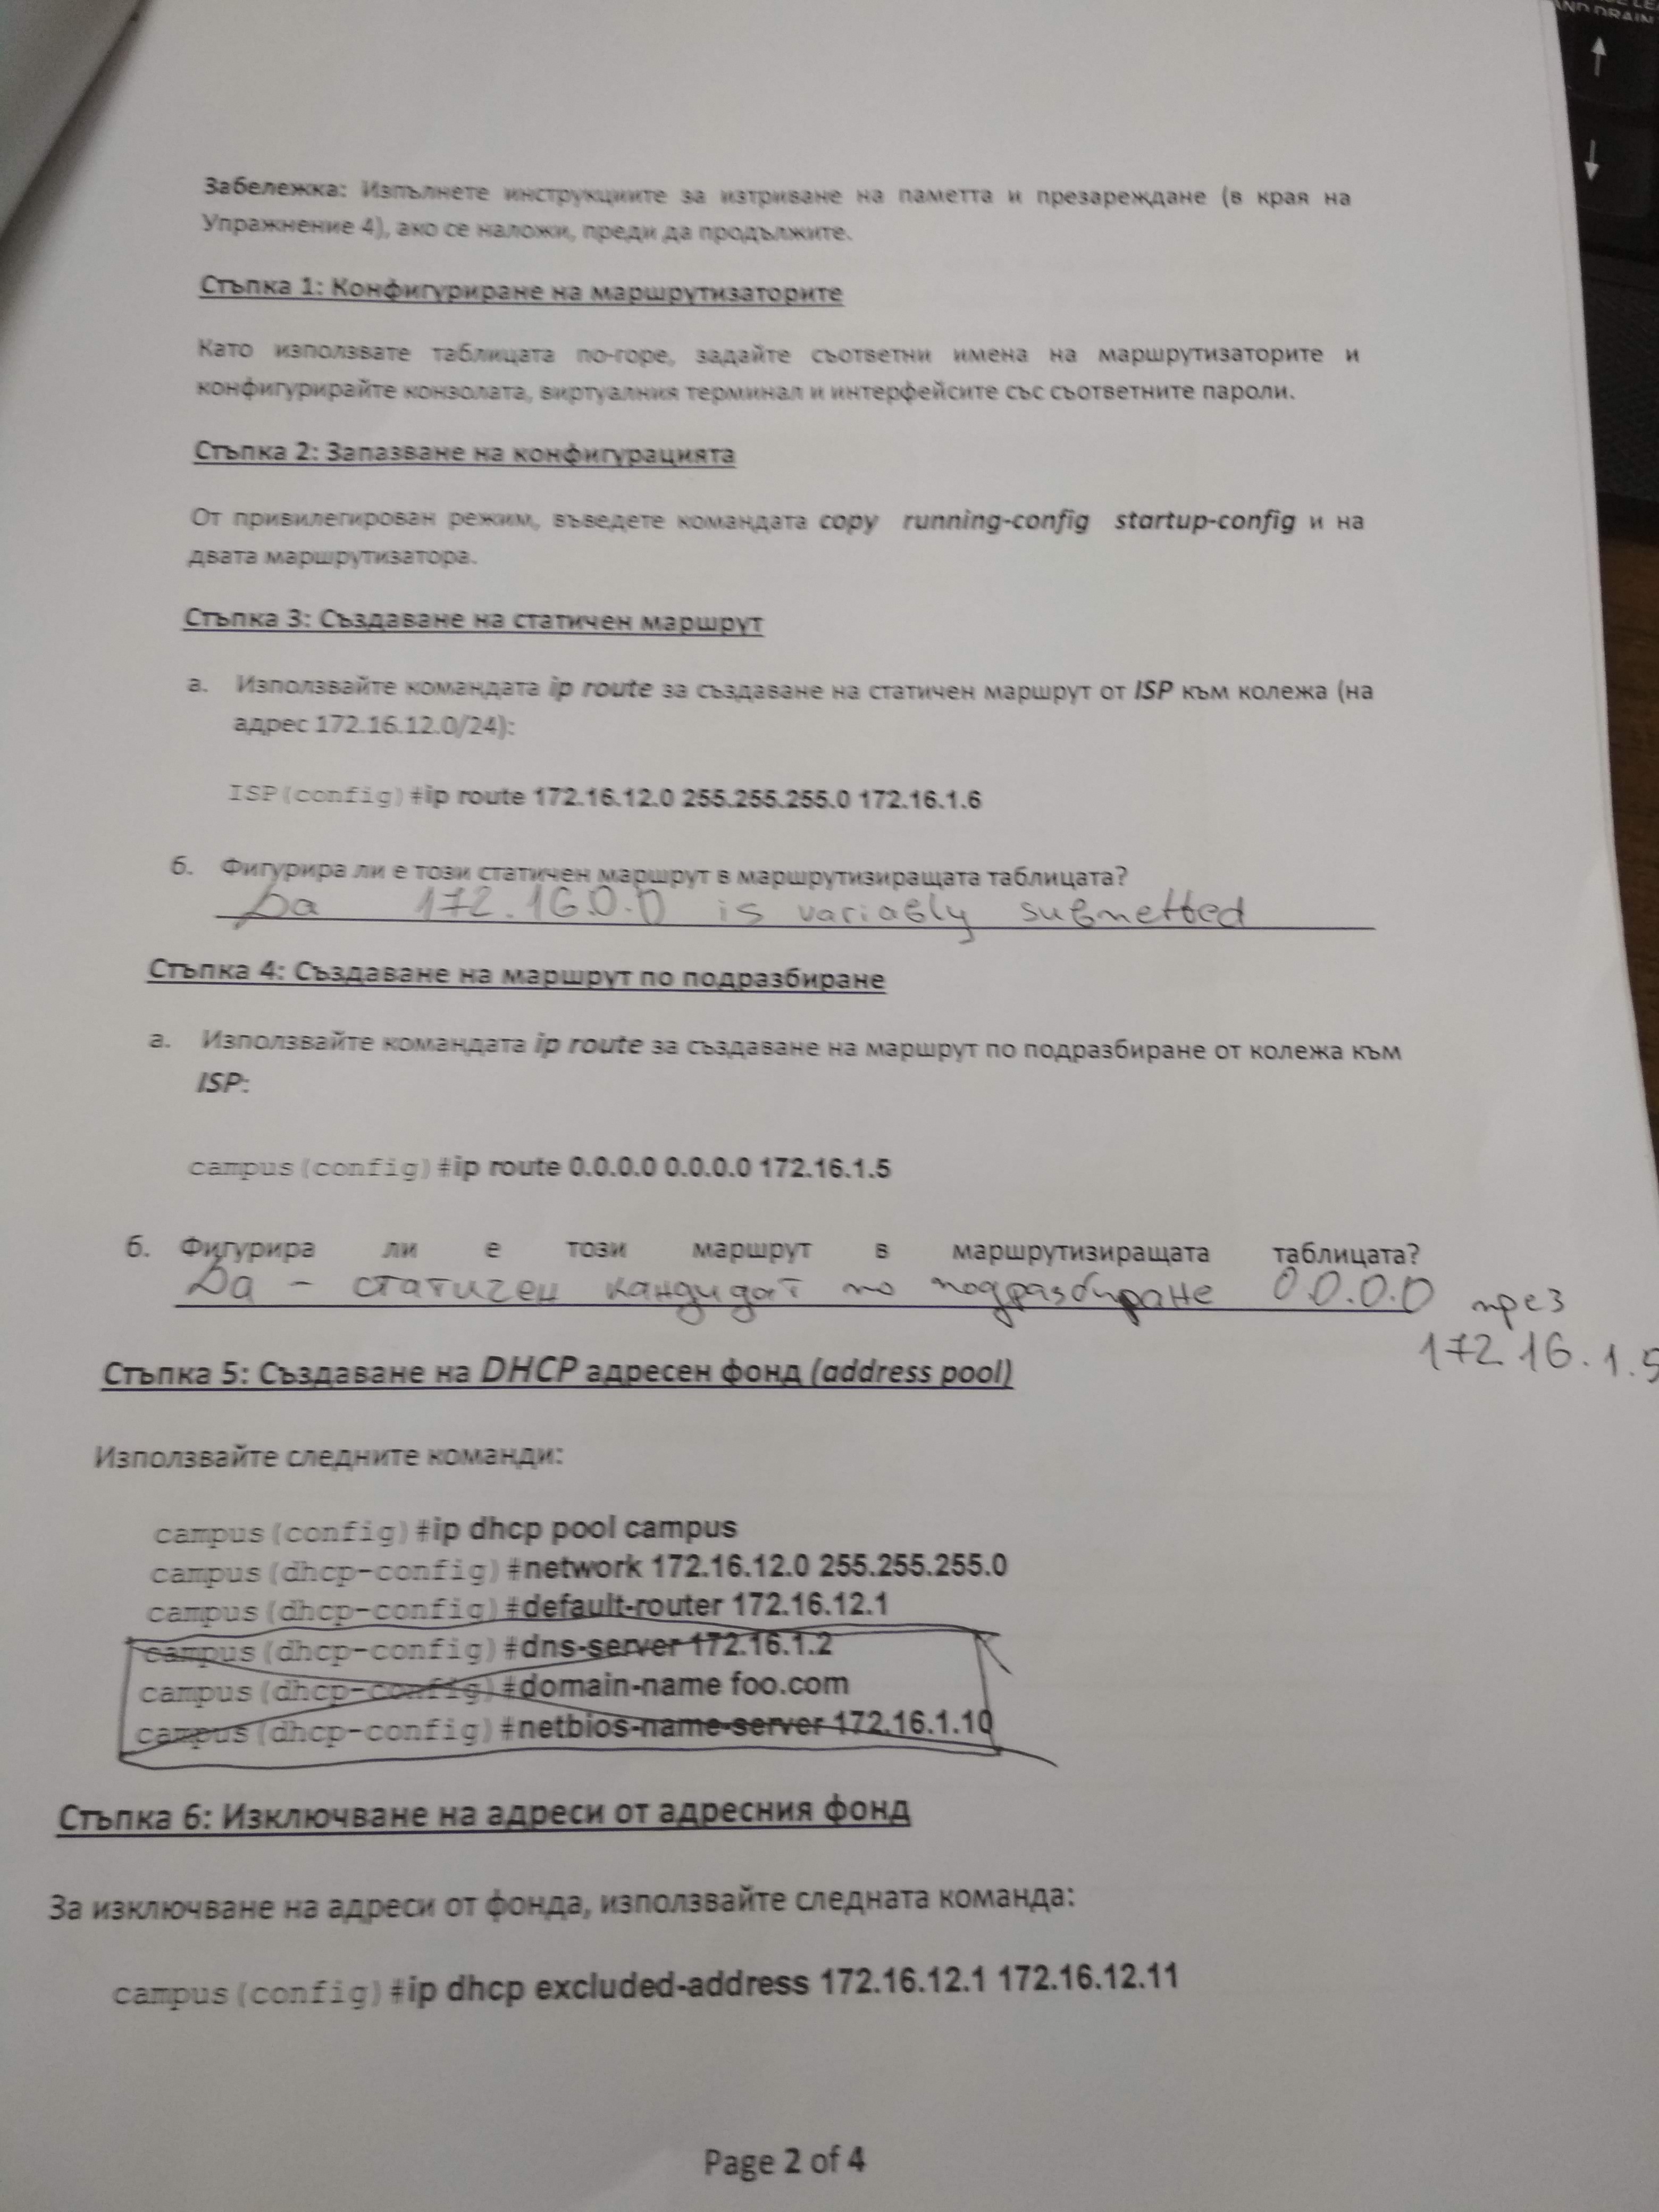 AND DRAIN
↑
↓
Забележка: Изпълнете инструкциите за изтриване на паметта и презареждане (в края на
Упражнение 4), ако се наложи, преди да продължите.
Стъпка 1: Конфигуриране на маршрутизаторите
Като използвате таблицата по-горе, задайте съответни имена на маршрутизаторите и
конфигурирайте конзолата, виртуалния терминал и интерфейсите със съответните пароли.
Стъпка 2: Запазване на конфигурацията
От привилегирован режим, въведете командата copy running-config startup-config и на
двата маршрутизатора.
Стъпка 3: Създаване на статичен маршрут
а. Използвайте командата ip route за създаване на статичен маршрут от ISP към колежа (на
адрес 172.16.12.0/24):
ISP(config)#ip route 172.16.12.0 255.255.255.0 172.16.1.6
б. Фигурира ли е този статичен маршрут в маршрутизиращата таблицата?
Да 172.16.0.0 is variably submetted
Стъпка 4: Създаване на маршрут по подразбиране
а. Използвайте командата ip route за създаване на маршрут по подразбиране от колежа към
ISP:
campus(config)#ip route 0.0.0.0 0.0.0.0 172.16.1.5
б. Фигурира ли е този маршрут в маршрутизиращата таблицата?
Да - статичен кандидат по подразбиране 0.0.0.0 през
172.16.1.5
Стъпка 5: Създаване на DHCP адресен фонд (address pool)
Използвайте следните команди:
campus(config)#ip dhcp pool campus
campus(dhcp-config)#network 172.16.12.0 255.255.255.0
campus(dhcp-config)#default-router 172.16.12.1
campus(dhcp-config)#dns-server 172.16.1.2
campus(dhcp-config)#domain-name foo.com
campus(dhcp-config)#netbios-name-server 172.16.1.10
Стъпка 6: Изключване на адреси от адресния фонд
За изключване на адреси от фонда, използвайте следната команда:
campus(config)#ip dhcp excluded-address 172.16.12.1 172.16.12.11
Page 2 of 4